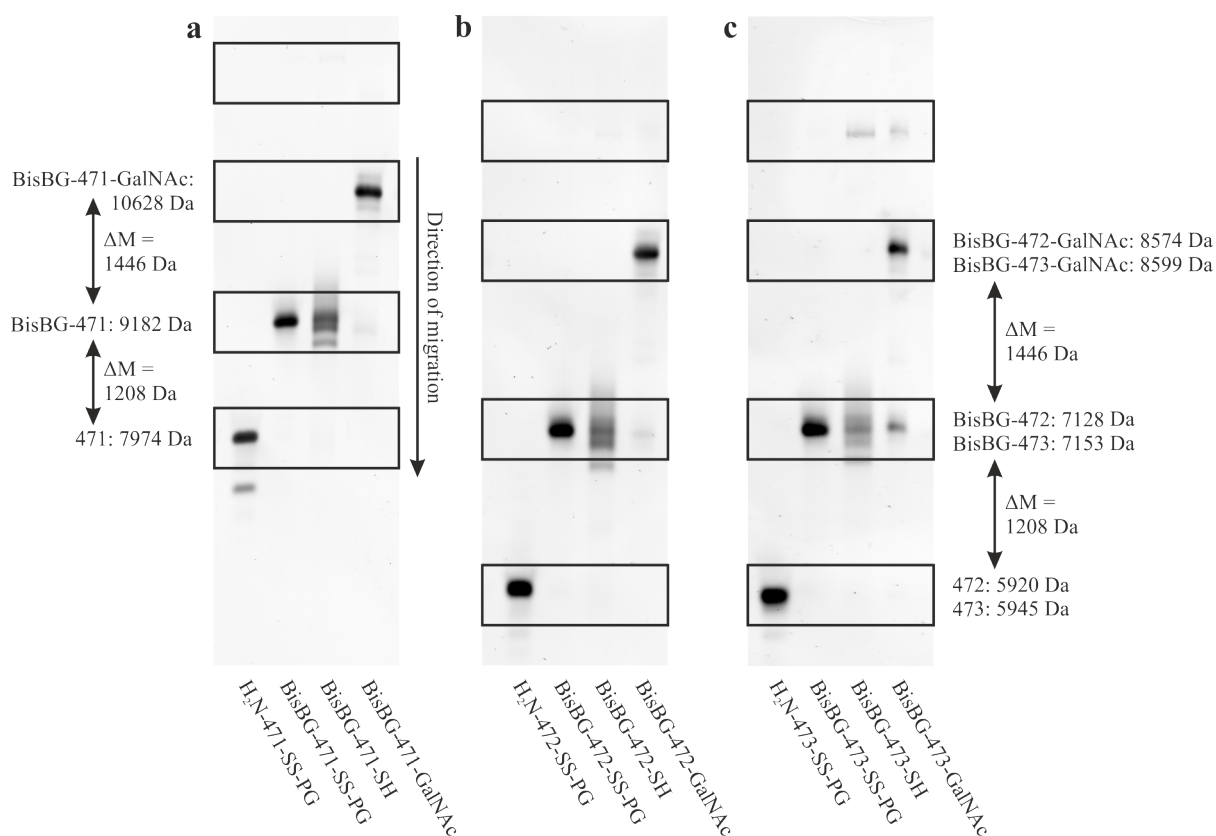 a
b
c
BisBG-471-GalNAc:
10628 Da
ΔM =
1446 Da
BisBG-471: 9182 Da
ΔM =
1208 Da
471: 7974 Da
Direction of migration
BisBG-472-GalNAc: 8574 Da
BisBG-473-GalNAc: 8599 Da
ΔM =
1446 Da
BisBG-472: 7128 Da
BisBG-473: 7153 Da
ΔM =
1208 Da
472: 5920 Da
473: 5945 Da
H₂N-471-SS-PG
BisBG-471-SS-PG
BisBG-471-SH
BisBG-471-GalNAc
H₂N-472-SS-PG
BisBG-472-SS-PG
BisBG-472-SH
BisBG-472-GalNAc
H₂N-473-SS-PG
BisBG-473-SS-PG
BisBG-473-SH
BisBG-473-GalNAc